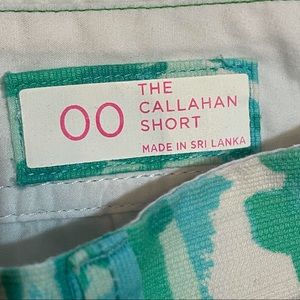 00
THE
CALLAHAN
SHORT
MADE IN SRI LANKA